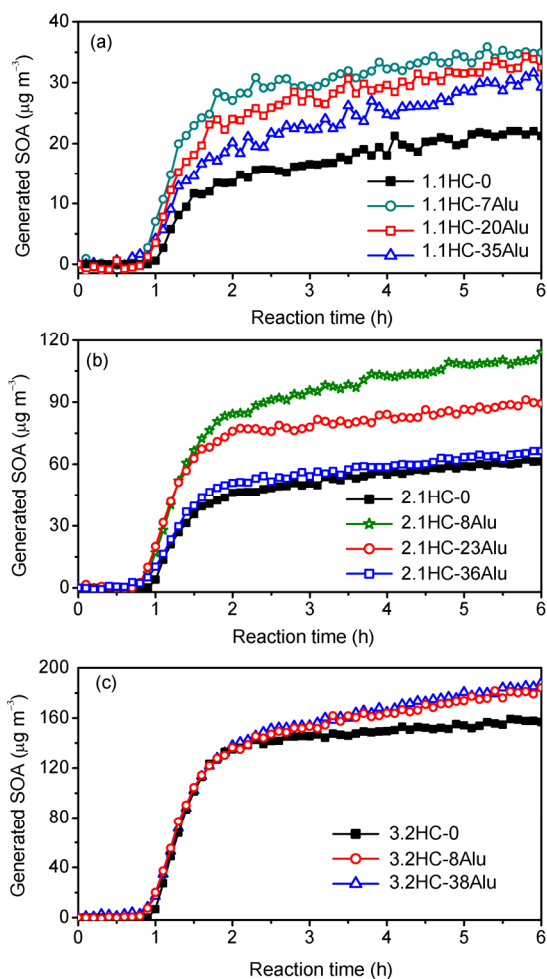 (a)
Generated SOA (μg m⁻³)
40
30
20
10
0
1.1HC-0
1.1HC-7Alu
1.1HC-20Alu
1.1HC-35Alu
0 1 2 3 4 5 6
Reaction time (h)
(b)
Generated SOA (μg m⁻³)
120
90
60
30
0
2.1HC-0
2.1HC-8Alu
2.1HC-23Alu
2.1HC-36Alu
0 1 2 3 4 5 6
Reaction time (h)
(c)
Generated SOA (μg m⁻³)
200
160
120
80
40
0
3.2HC-0
3.2HC-8Alu
3.2HC-38Alu
0 1 2 3 4 5 6
Reaction time (h)